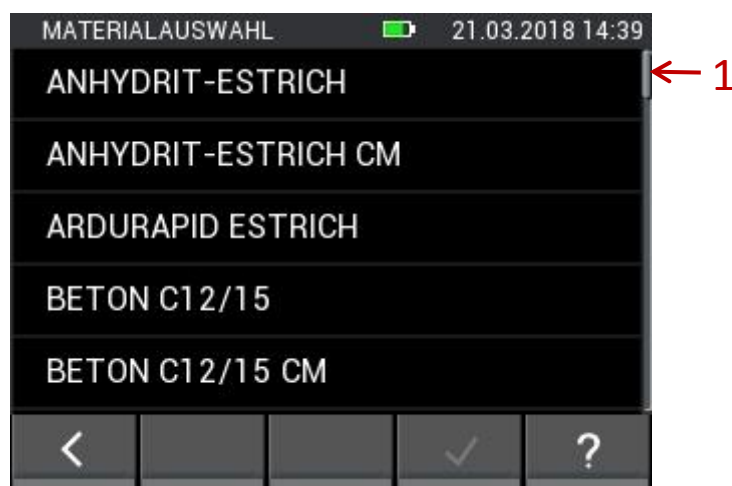 MATERIALAUSWAHL 21.03.2018 14:39
ANHYDRIT-ESTRICH
1
ANHYDRIT-ESTRICH CM
ARDURAPID ESTRICH
BETON C12/15
BETON C12/15 CM
?